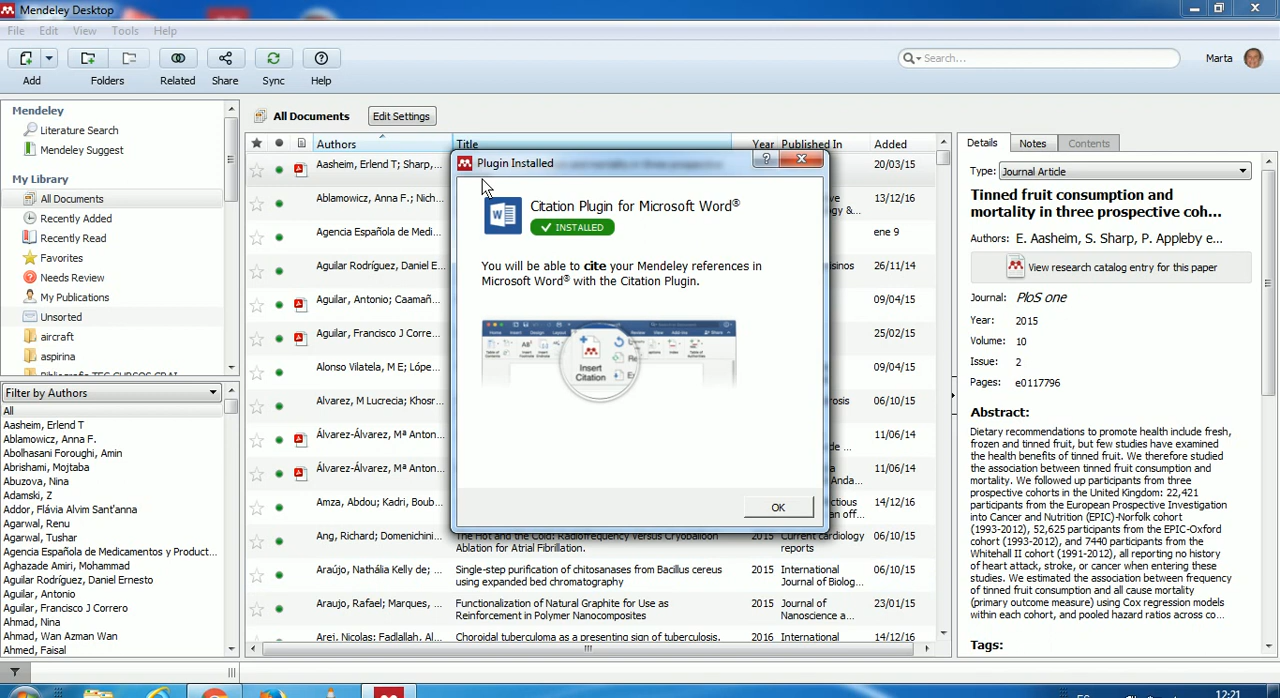 Mendeley Desktop
File Edit View Tools Help
Add Folders Related Share Sync Help
Search...
Marta
Mendeley
Literature Search
Mendeley Suggest
My Library
All Documents
Recently Added
Recently Read
Favorites
Needs Review
My Publications
Unsorted
aircraft
aspirina
Filter by Authors
All
Aasheim, Erlend T
Ablamowicz, Anna F.
Abolhasani Foroughi, Amin
Abrishami, Mojtaba
Abuzova, Nina
Adamski, Z
Addor, Flávia Alvim Sant'anna
Agarwal, Renu
Agarwal, Tushar
Agencia Española de Medicamentos y Product...
Aghazade Amiri, Mohammad
Aguilar Rodríguez, Daniel Ernesto
Aguilar, Antonio
Aguilar, Francisco J Correro
Ahmad, Nina
Ahmad, Wan Azman Wan
Ahmed, Faisal
All Documents Edit Settings
Authors Title Year Published In Added
Aasheim, Erlend T; Sharp,... 20/03/15
Ablamowicz, Anna F.; Nich... 13/12/16
Agencia Española de Medi... ene 9
Aguilar Rodríguez, Daniel E... 26/11/14
Aguilar, Antonio; Caamañ... 09/04/15
Aguilar, Francisco J Corre... 25/02/15
Alonso Vilatela, M E; Lópe... 09/04/15
Alvarez, M Lucrecia; Khosr... 06/10/15
Álvarez-Álvarez, Mª Anton... 11/06/14
Álvarez-Álvarez, Mª Anton... 11/06/14
Amza, Abdou; Kadri, Boub... 14/12/16
Ang, Richard; Domenichini... The Hot and the Cold: Radiofrequency Versus Cryoballoon 2015 Current cardiology 06/10/15
Ablation for Atrial Fibrillation. reports
Araújo, Nathália Kelly de; ... Single-step purification of chitosanases from Bacillus cereus 2015 International 06/10/15
using expanded bed chromatography Journal of Biolog...
Araujo, Rafael; Marques, ... Functionalization of Natural Graphite for Use as 2015 Journal of 23/01/15
Reinforcement in Polymer Nanocomposites Nanoscience a...
Arej, Nicolas; Fadlallah, Al... Choroidal tuberculoma as a presenting sign of tuberculosis. 2016 International 14/12/16
Plugin Installed
Citation Plugin for Microsoft Word®
INSTALLED
You will be able to cite your Mendeley references in
Microsoft Word® with the Citation Plugin.
Insert
Citation
OK
Details Notes Contents
Type: Journal Article
Tinned fruit consumption and
mortality in three prospective coh...
Authors: E. Aasheim, S. Sharp, P. Appleby e...
View research catalog entry for this paper
Journal: PloS one
Year: 2015
Volume: 10
Issue: 2
Pages: e0117796
Abstract:
Dietary recommendations to promote health include fresh,
frozen and tinned fruit, but few studies have examined
the health benefits of tinned fruit. We therefore studied
the association between tinned fruit consumption and
mortality. We followed up participants from three
prospective cohorts in the United Kingdom: 22,421
participants from the European Prospective Investigation
into Cancer and Nutrition (EPIC)-Norfolk cohort
(1993-2012), 52,625 participants from the EPIC-Oxford
cohort (1993-2012), and 7440 participants from the
Whitehall II cohort (1991-2012), all reporting no history
of heart attack, stroke, or cancer when entering these
studies. We estimated the association between frequency
of tinned fruit consumption and all cause mortality
(primary outcome measure) using Cox regression models
within each cohort, and pooled hazard ratios across co...
Tags:
12:21